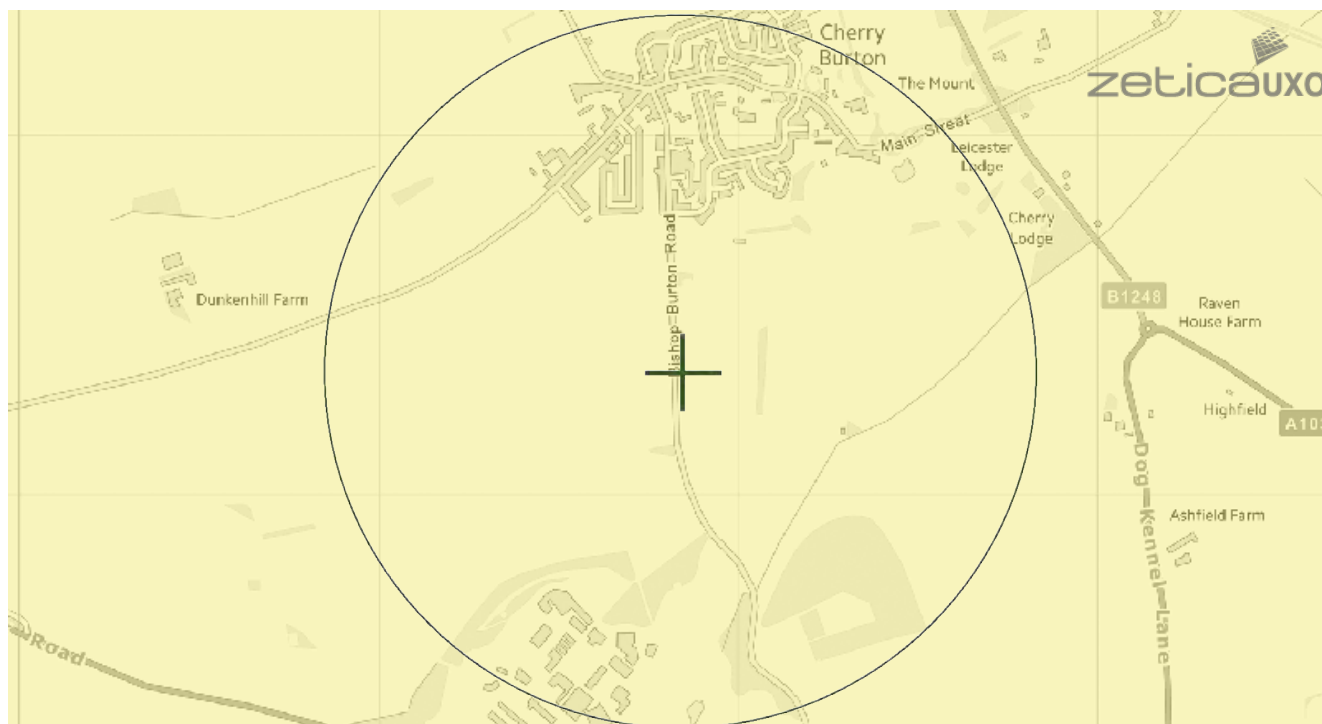 Cherry
Burton
The Mount
zeticauxo
Main Street
Leicester
Lodge
Cherry
Lodge
Bishop Burton Road
Dunkenhill Farm
B1248
Raven
House Farm
Highfield
A103
Dog Kennel Lane
Ashfield Farm
Road